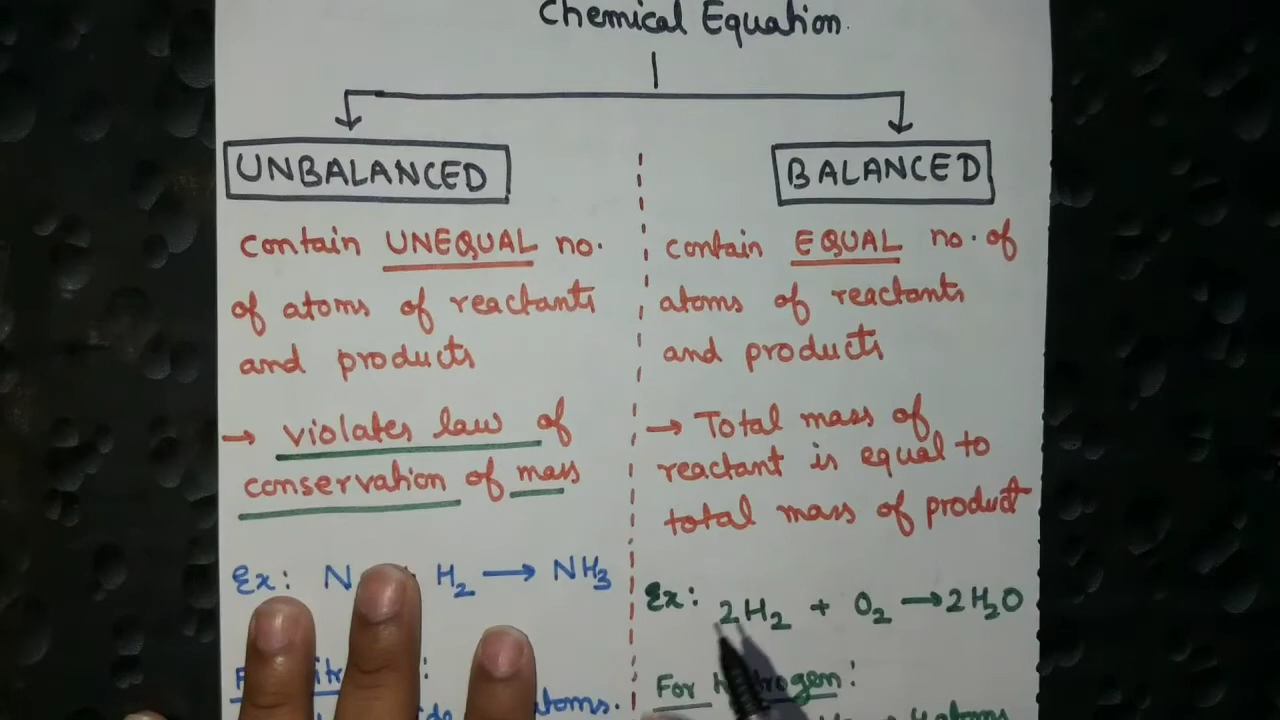 Chemical Equation.
UNBALANCED
contain UNEQUAL no.
of atoms of reactants
and products
→ violates law of
conservation of mass
Ex: N H₂ → NH₃
BALANCED
contain EQUAL no. of
atoms of reactants
and products
→ Total mass of
reactant is equal to
total mass of product
Ex: 2H₂ + O₂ → 2H₂O
For